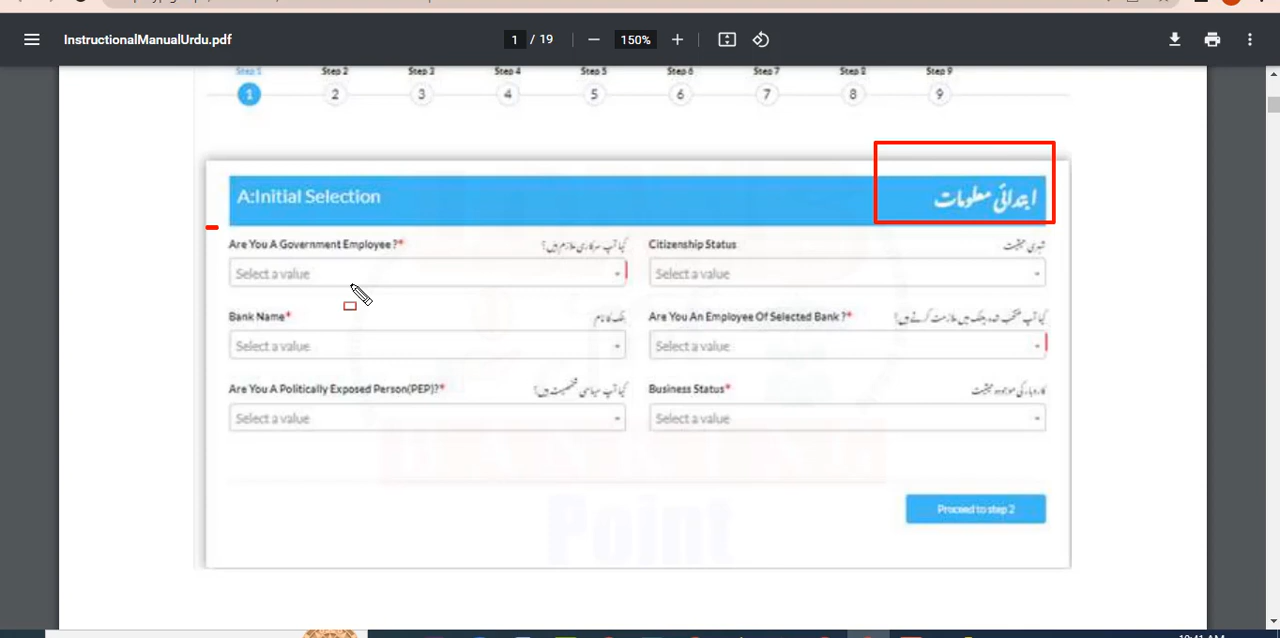 InstructionalManualUrdu.pdf
1 / 19
150%
Step 1 Step 2 Step 3 Step 4 Step 5 Step 6 Step 7 Step 8 Step 9
1 2 3 4 5 6 7 8 9
A:Initial Selection ابتدائی معلومات
Are You A Government Employee?* کیا آپ سرکاری ملازم ہیں؟
Citizenship Status شہری حیثیت
Select a value
Select a value
Bank Name* بنک کا نام
Are You An Employee Of Selected Bank?* کیا آپ منتخب شدہ بینک میں ملازمت کرتے ہیں؟
Select a value
Select a value
Are You A Politically Exposed Person(PEP)?* کیا آپ سیاسی شخصیت ہیں؟
Business Status* کاروبار کی موجودہ حیثیت
Select a value
Select a value
Proceed to step 2
Point